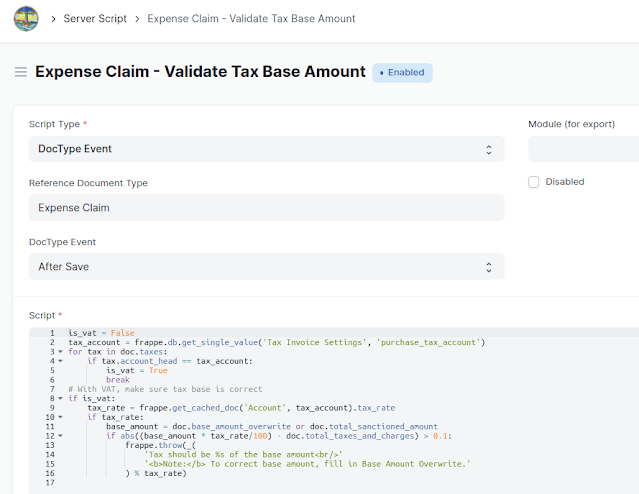 Server Script
Expense Claim - Validate Tax Base Amount
Expense Claim - Validate Tax Base Amount
Enabled
Script Type *
DocType Event
Module (for export)
Reference Document Type
Disabled
Expense Claim
DocType Event
After Save
Script *
1 is_vat = False
2 tax_account = frappe.db.get_single_value('Tax Invoice Settings', 'purchase_tax_account')
3 for tax in doc.taxes:
4 if tax.account_head == tax_account:
5 is_vat = True
6 break
7 # With VAT, make sure tax base is correct
8 if is_vat:
9 tax_rate = frappe.get_cached_doc('Account', tax_account).tax_rate
10 if tax_rate:
11 base_amount = doc.base_amount_overwrite or doc.total_sanctioned_amount
12 if abs((base_amount * tax_rate/100) - doc.total_taxes_and_charges) > 0.1:
13 frappe.throw(_(
14 'Tax should be %s of the base amount<br/>'
15 '<b>Note:</b> To correct base amount, fill in Base Amount Overwrite.'
16 ) % tax_rate)
17